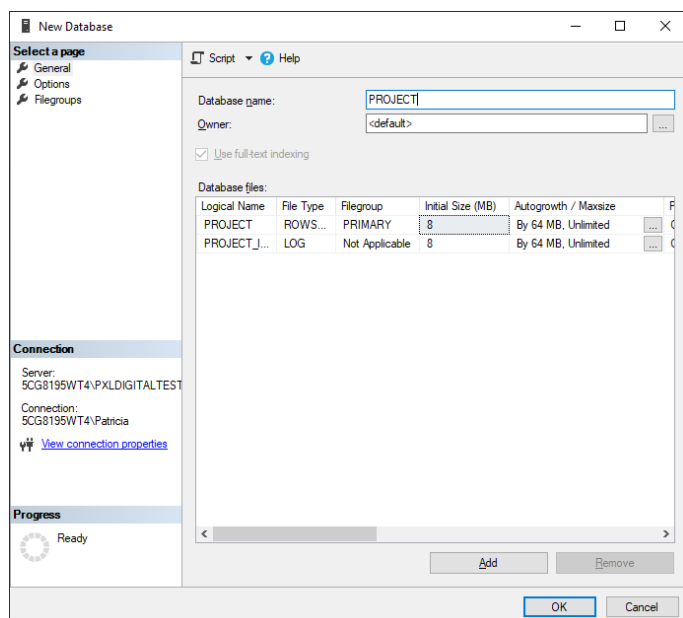 New Database
Select a page
General
Options
Filegroups
Script
Help
Database name:
PROJECT
Owner:
<default>
...
Use full-text indexing
Database files:
Logical Name File Type Filegroup Initial Size (MB) Autogrowth / Maxsize
PROJECT ROWS... PRIMARY 8 By 64 MB, Unlimited ...
PROJECT_l... LOG Not Applicable 8 By 64 MB, Unlimited ...
Connection
Server:
5CG8195WT4\PXLDIGITALTEST
Connection:
5CG8195WT4\Patricia
View connection properties
Progress
Ready
Add
Remove
OK
Cancel